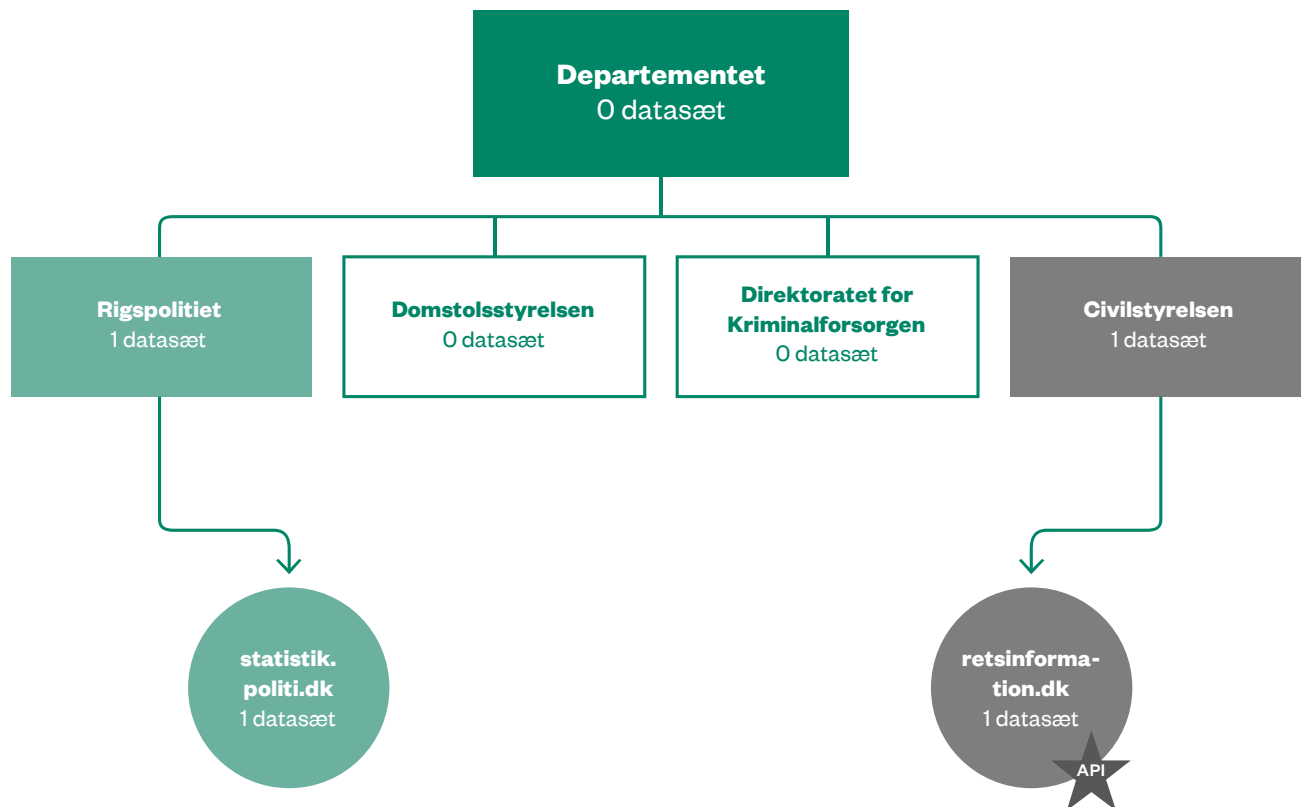 Departementet
0 datasæt
Rigspolitiet
1 datasæt
Domstolsstyrelsen
0 datasæt
Direktoratet for
Kriminalforsorgen
0 datasæt
Civilstyrelsen
1 datasæt
statistik.
politi.dk
1 datasæt
retsinforma-
tion.dk
1 datasæt
API